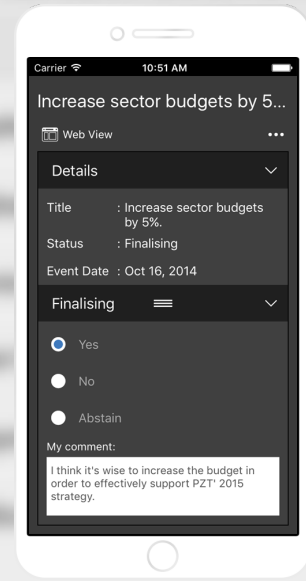 Carrier 10:51 AM
Increase sector budgets by 5...
Web View
Details
Title : Increase sector budgets
by 5%.
Status : Finalising
Event Date : Oct 16, 2014
Finalising
Yes
No
Abstain
My comment:
I think it's wise to increase the budget in
order to effectively support PZT' 2015
strategy.